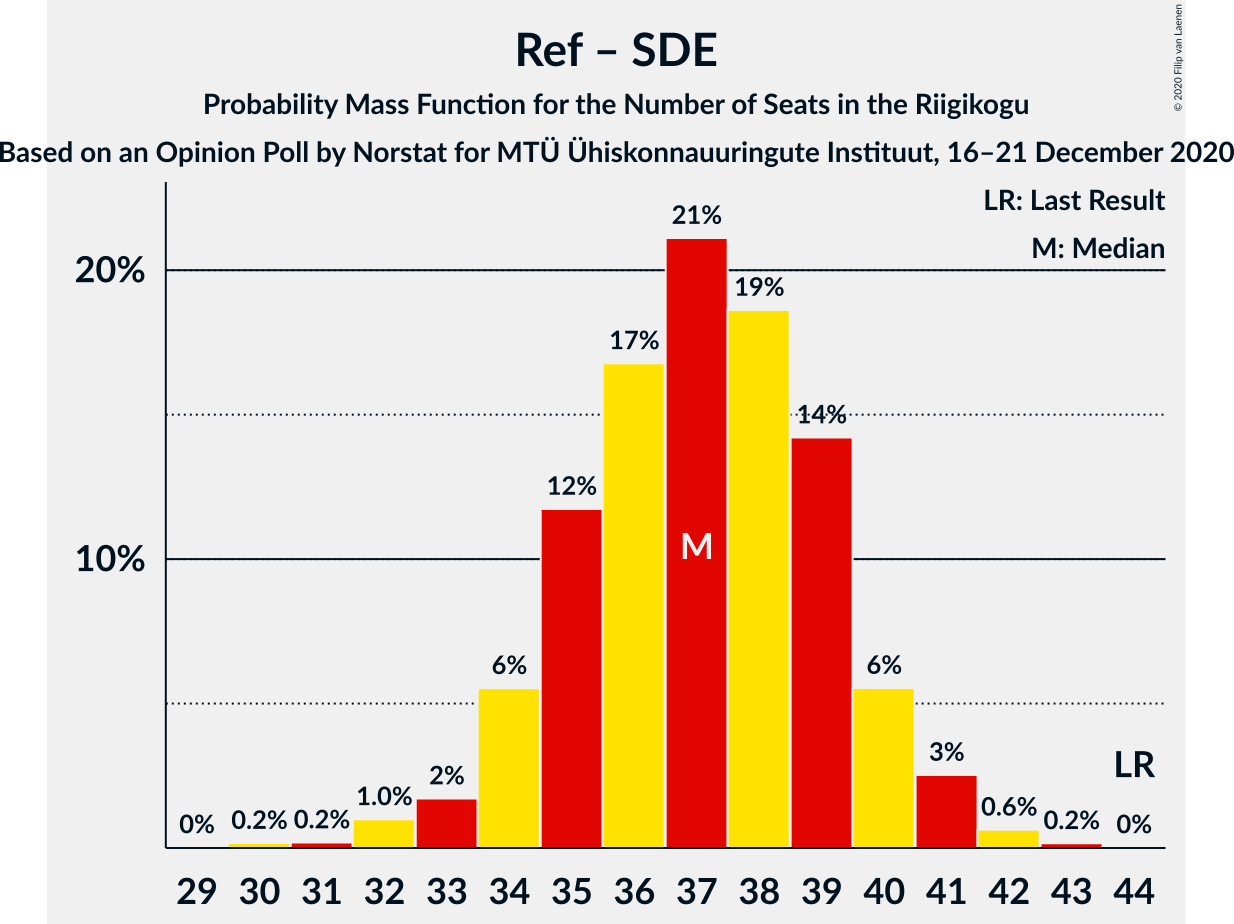 Ref – SDE
Probability Mass Function for the Number of Seats in the Riigikogu
Based on an Opinion Poll by Norstat for MTÜ Ühiskonnauuringute Instituut, 16–21 December 2020
© 2020 Filip van Laenen
LR: Last Result
M: Median
21%
20%
19%
17%
14%
12%
M
10%
6%
6%
3%
LR
2%
1.0%
0.6%
0%
0.2%
0.2%
0.2%
0%
29 30 31 32 33 34 35 36 37 38 39 40 41 42 43 44